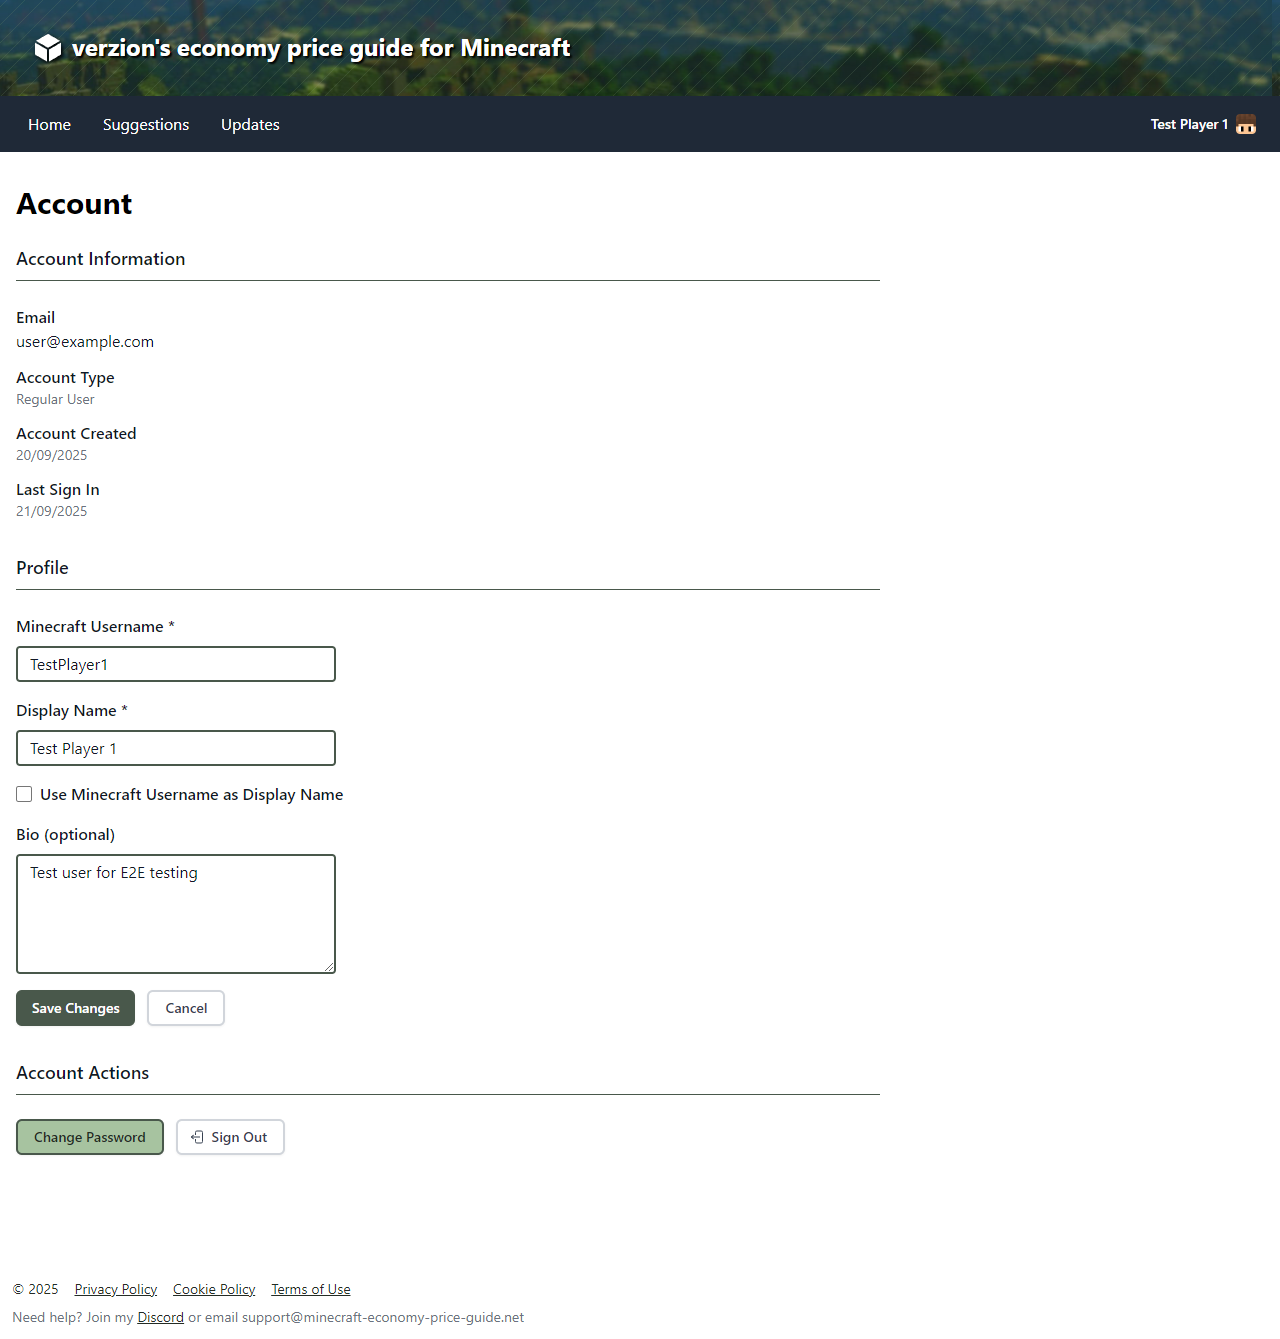 verzion's economy price guide for Minecraft
Home Suggestions Updates Test Player 1
Account
Account Information
Email
user@example.com
Account Type
Regular User
Account Created
20/09/2025
Last Sign In
21/09/2025
Profile
Minecraft Username *
TestPlayer1
Display Name *
Test Player 1
Use Minecraft Username as Display Name
Bio (optional)
Test user for E2E testing
Save Changes Cancel
Account Actions
Change Password Sign Out
© 2025 Privacy Policy Cookie Policy Terms of Use
Need help? Join my Discord or email support@minecraft-economy-price-guide.net